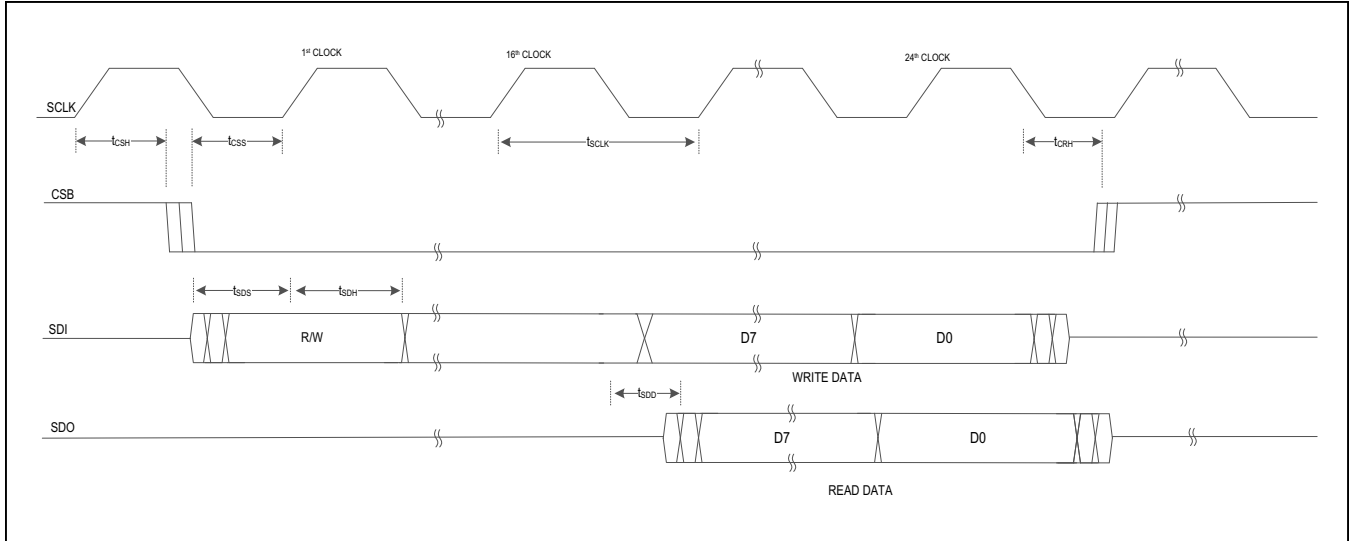 1st CLOCK 16th CLOCK 24th CLOCK
SCLK
tCSH tCSS tSCLK tCRH
CSB
tSDS tSDH
SDI R/W D7 D0
WRITE DATA
tSDD
SDO D7 D0
READ DATA